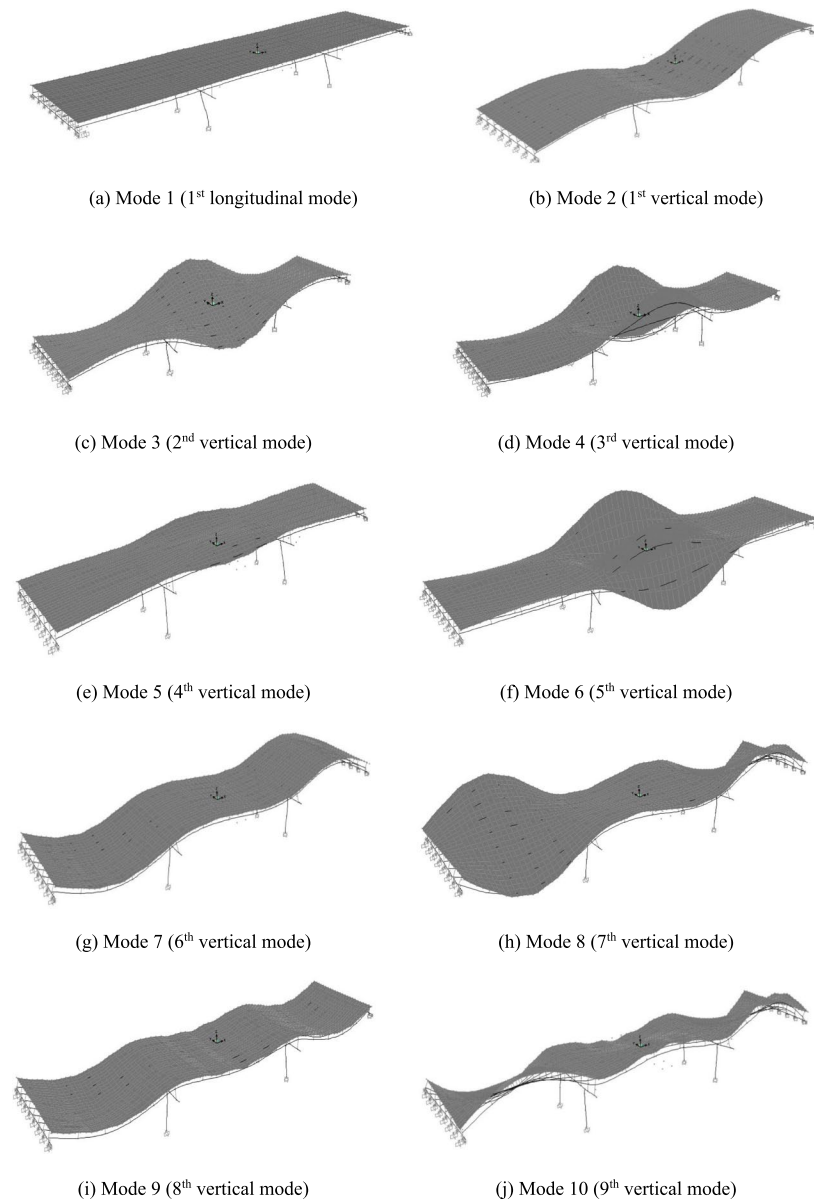 (a) Mode 1 (1st longitudinal mode)
(b) Mode 2 (1st vertical mode)
(c) Mode 3 (2nd vertical mode)
(d) Mode 4 (3rd vertical mode)
(e) Mode 5 (4th vertical mode)
(f) Mode 6 (5th vertical mode)
(g) Mode 7 (6th vertical mode)
(h) Mode 8 (7th vertical mode)
(i) Mode 9 (8th vertical mode)
(j) Mode 10 (9th vertical mode)